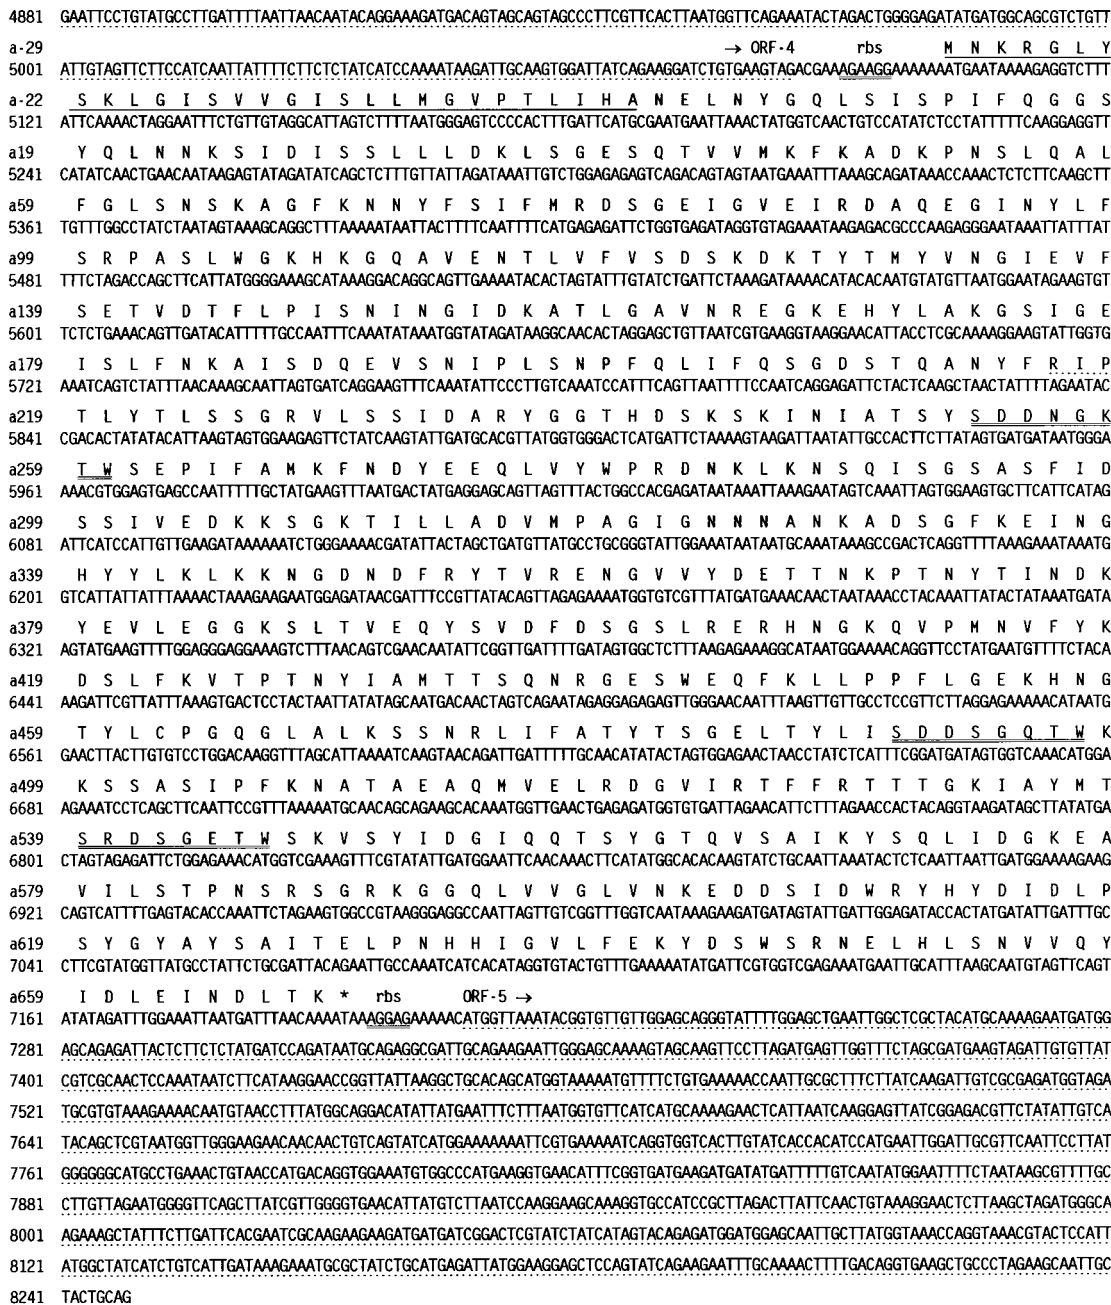 4881 GAATTCCTGTATGCCTTGATTTTAATTAACAATACAGGAAAGATGACAGTAGCAGTAGCCCTTCGTTCACTTAATGGTTCAGAAATACTAGACTGGGGAGATATGATGGCAGCGTCTGTT
a-29 → ORF-4 rbs M N K R G L Y
5001 ATTGTAGTTCTTCCATCAATTATTTTCTTCTCTATCATCCAAAATAAGATTGCAAGTGGATTATCAGAAGGATCTGTGAAGTAGACGAAAGAAGGAAAAAAATGAATAAAAGAGGTCTTT
a-22 S K L G I S V V G I S L L M G V P T L I H A N E L N Y G Q L S I S P I F Q G G S
5121 ATTCAAAACTAGGAATTTCTGTTGTAGGCATTAGTCTTTTAATGGGAGTCCCCACTTTGATTCATGCGAATGAATTAAACTATGGTCAACTGTCCATATCTCCTATTTTTCAAGGAGGTT
a19 Y Q L N N K S I D I S S L L L D K L S G E S Q T V V M K F K A D K P N S L Q A L
5241 CATATCAACTGAACAATAAGAGTATAGATATCAGCTCTTTGTTATTAGATAAATTGTCTGGAGAGAGTCAGACAGTAGTAATGAAATTTAAAGCAGATAAACCAAACTCTCTTCAAGCTT
a59 F G L S N S K A G F K N N Y F S I F M R D S G E I G V E I R D A Q E G I N Y L F
5361 TGTTTGGCCTATCTAATAGTAAAGCAGGCTTTAAAAATAATTACTTTTCAATTTTCATGAGAGATTCTGGTGAGATAGGTGTAGAAATAAGAGACGCCCAAGAGGGAATAAATTATTTAT
a99 S R P A S L W G K H K G Q A V E N T L V F V S D S K D K T Y T M Y V N G I E V F
5481 TTTCTAGACCAGCTTCATTATGGGGAAAGCATAAAGGACAGGCAGTTGAAAATACACTAGTATTTGTATCTGATTCTAAAGATAAAACATACACAATGTATGTTAATGGAATAGAAGTGT
a139 S E T V D T F L P I S N I N G I D K A T L G A V N R E G K E H Y L A K G S I G E
5601 TCTCTGAAACAGTTGATACATTTTTGCCAATTTCAAATATAAATGGTATAGATAAGGCAACACTAGGAGCTGTTAATCGTGAAGGTAAGGAACATTACCTCGCAAAAGGAAGTATTGGTG
a179 I S L F N K A I S D Q E V S N I P L S N P F Q L I F Q S G D S T Q A N Y F R I P
5721 AAATCAGTCTATTTAACAAAGCAATTAGTGATCAGGAAGTTTCAAATATTCCCTTGTCAAATCCATTTCAGTTAATTTTCCAATCAGGAGATTCTACTCAAGCTAACTATTTTAGAATAC
a219 T L Y T L S S G R V L S S I D A R Y G G T H D S K S K I N I A T S Y S D D N G K
5841 CGACACTATATACATTAAGTAGTGGAAGAGTTCTATCAAGTATTGATGCACGTTATGGTGGGACTCATGATTCTAAAAGTAAGATTAATATTGCCACTTCTTATAGTGATGATAATGGGA
a259 T W S E P I F A M K F N D Y E E Q L V Y W P R D N K L K N S Q I S G S A S F I D
5961 AAACGTGGAGTGAGCCAATTTTTGCTATGAAGTTTAATGACTATGAGGAGCAGTTAGTTTACTGGCCACGAGATAATAAATTAAAGAATAGTCAAATTAGTGGAAGTGCTTCATTCATAG
a299 S S I V E D K K S G K T I L L A D V M P A G I G N N N A N K A D S G F K E I N G
6081 ATTCATCCATTGTTGAAGATAAAAAATCTGGGAAAACGATATTACTAGCTGATGTTATGCCTGCGGGTATTGGAAATAATAATGCAAATAAAGCCGACTCAGGTTTTAAAGAAATAAATG
a339 H Y Y L K L K K N G D N D F R Y T V R E N G V V Y D E T T N K P T N Y T I N D K
6201 GTCATTATTATTTAAAACTAAAGAAGAATGGAGATAACGATTTCCGTTATACAGTTAGAGAAAATGGTGTCGTTTATGATGAAACAACTAATAAACCTACAAATTATACTATAAATGATA
a379 Y E V L E G G K S L T V E Q Y S V D F D S G S L R E R H N G K Q V P M N V F Y K
6321 AGTATGAAGTTTTGGAGGGAGGAAAGTCTTTAACAGTCGAACAATATTCGGTTGATTTTGATAGTGGCTCTTTAAGAGAAAGGCATAATGGAAAACAGGTTCCTATGAATGTTTTCTACA
a419 D S L F K V T P T N Y I A M T T S Q N R G E S W E Q F K L L P P F L G E K H N G
6441 AAGATTCGTTATTTAAAGTGACTCCTACTAATTATATAGCAATGACAACTAGTCAGAATAGAGGAGAGAGTTGGGAACAATTTAAGTTGTTGCCTCCGTTCTTAGGAGAAAAACATAATG
a459 T Y L C P G Q G L A L K S S N R L I F A T Y T S G E L T Y L I S D D S G Q T W K
6561 GAACTTACTTGTGTCCTGGACAAGGTTTAGCATTAAAATCAAGTAACAGATTGATTTTTGCAACATATACTAGTGGAGAACTAACCTATCTCATTTCGGATGATAGTGGTCAAACATGGA
a499 K S S A S I P F K N A T A E A Q M V E L R D G V I R T F F R T T T G K I A Y M T
6681 AGAAATCCTCAGCTTCAATTCCGTTTAAAAATGCAACAGCAGAAGCACAAATGGTTGAACTGAGAGATGGTGTGATTAGAACATTCTTTAGAACCACTACAGGTAAGATAGCTTATATGA
a539 S R D S G E T W S K V S Y I D G I Q Q T S Y G T Q V S A I K Y S Q L I D G K E A
6801 CTAGTAGAGATTCTGGAGAAACATGGTCGAAAGTTTCGTATATTGATGGAATTCAACAAACTTCATATGGCACACAAGTATCTGCAATTAAATACTCTCAATTAATTGATGGAAAAGAAG
a579 V I L S T P N S R S G R K G G Q L V V G L V N K E D D S I D W R Y H Y D I D L P
6921 CAGTCATTTTGAGTACACCAAATTCTAGAAGTGGCCGTAAGGGAGGCCAATTAGTTGTCGGTTTGGTCAATAAAGAAGATGATAGTATTGATTGGAGATACCACTATGATATTGATTTGC
a619 S Y G Y A Y S A I T E L P N H H I G V L F E K Y D S W S R N E L H L S N V V Q Y
7041 CTTCGTATGGTTATGCCTATTCTGCGATTACAGAATTGCCAAATCATCACATAGGTGTACTGTTTGAAAAATATGATTCGTGGTCGAGAAATGAATTGCATTTAAGCAATGTAGTTCAGT
a659 I D L E I N D L T K * rbs ORF-5 →
7161 ATATAGATTTGGAAATTAATGATTTAACAAAATAAAGGAGAAAAACATGGTTAAATACGGTGTTGTTGGAGCAGGGTATTTTGGAGCTGAATTGGCTCGCTACATGCAAAAGAATGATGG
7281 AGCAGAGATTACTCTTCTCTATGATCCAGATAATGCAGAGGCGATTGCAGAAGAATTGGGAGCAAAAGTAGCAAGTTCCTTAGATGAGTTGGTTTCTAGCGATGAAGTAGATTGTGTTAT
7401 CGTCGCAACTCCAAATAATCTTCATAAGGAACCGGTTATTAAGGCTGCACAGCATGGTAAAAATGTTTTCTGTGAAAAACCAATTGCGCTTTCTTATCAAGATTGTCGCGAGATGGTAGA
7521 TGCGTGTAAAGAAAACAATGTAACCTTTATGGCAGGACATATTATGAATTTCTTTAATGGTGTTCATCATGCAAAAGAACTCATTAATCAAGGAGTTATCGGAGACGTTCTATATTGTCA
7641 TACAGCTCGTAATGGTTGGGAAGAACAACAACTGTCAGTATCATGGAAAAAAATTCGTGAAAAATCAGGTGGTCACTTGTATCACCACATCCATGAATTGGATTGCGTTCAATTCCTTAT
7761 GGGGGGCATGCCTGAAACTGTAACCATGACAGGTGGAAATGTGGCCCATGAAGGTGAACATTTCGGTGATGAAGATGATATGATTTTTGTCAATATGGAATTTTCTAATAAGCGTTTTGC
7881 CTTGTTAGAATGGGGTTCAGCTTATCGTTGGGGTGAACATTATGTCTTAATCCAAGGAAGCAAAGGTGCCATCCGCTTAGACTTATTCAACTGTAAAGGAACTCTTAAGCTAGATGGGCA
8001 AGAAAGCTATTTCTTGATTCACGAATCGCAAGAAGAAGATGATGATCGGACTCGTATCTATCATAGTACAGAGATGGATGGAGCAATTGCTTATGGTAAACCAGGTAAACGTACTCCATT
8121 ATGGCTATCATCTGTCATTGATAAAGAAATGCGCTATCTGCATGAGATTATGGAAGGAGCTCCAGTATCAGAAGAATTTGCAAAACTTTTGACAGGTGAAGCTGCCCTAGAAGCAATTGC
8241 TACTGCAG